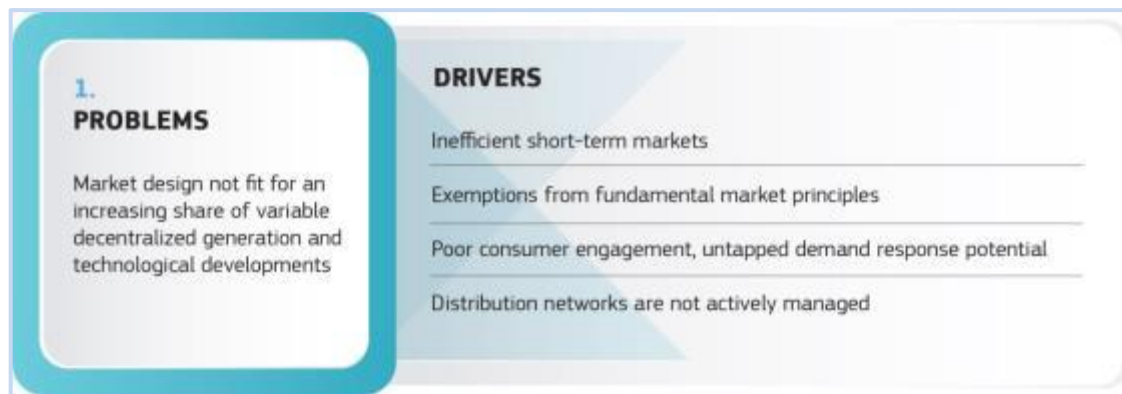 1.
PROBLEMS
Market design not fit for an
increasing share of variable
decentralized generation and
technological developments
DRIVERS
Inefficient short-term markets
Exemptions from fundamental market principles
Poor consumer engagement, untapped demand response potential
Distribution networks are not actively managed